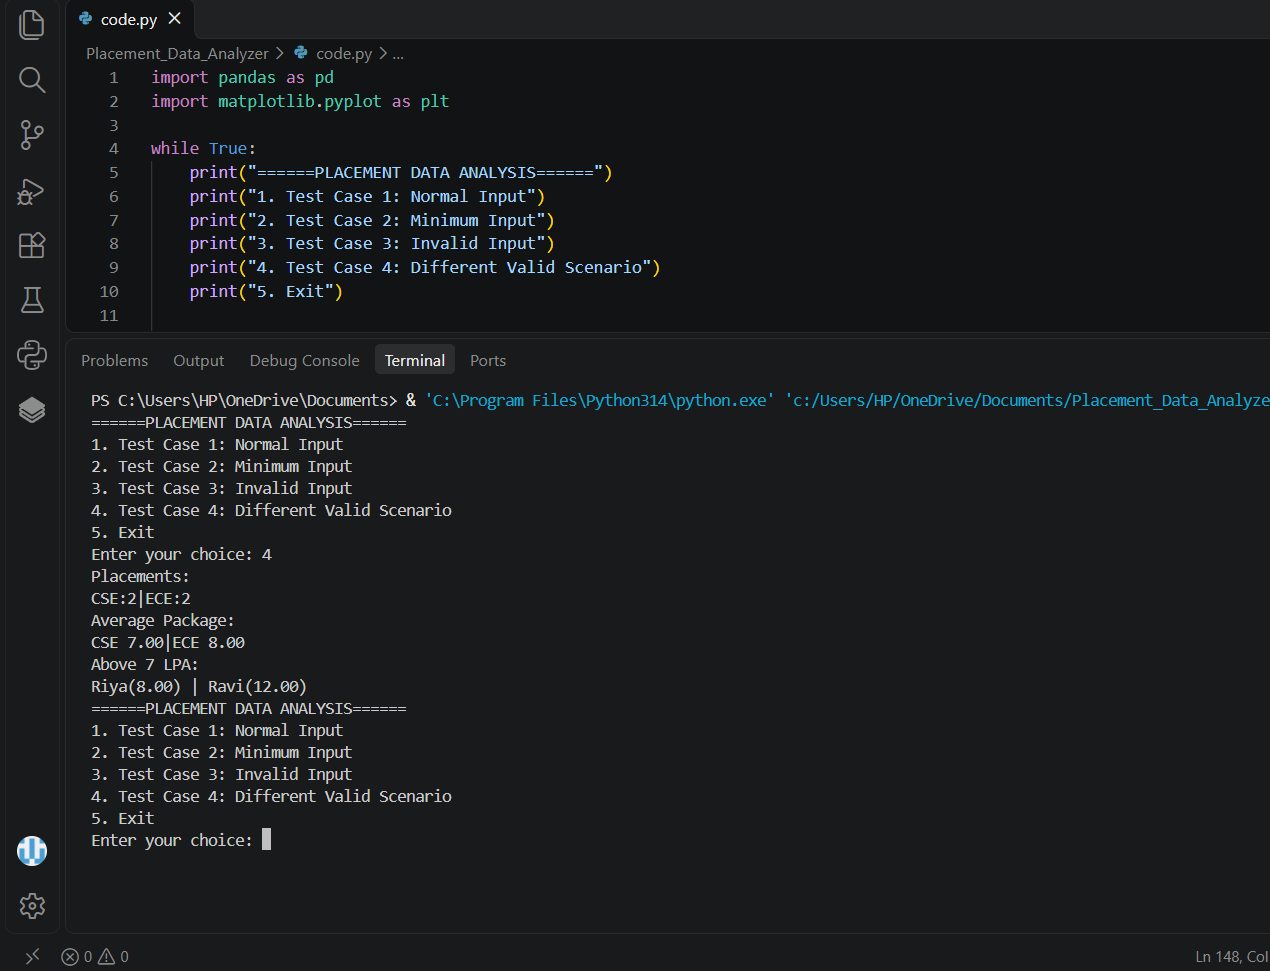 code.py
Placement_Data_Analyzer > code.py > ...
1 import pandas as pd
2 import matplotlib.pyplot as plt
3
4 while True:
5     print("======PLACEMENT DATA ANALYSIS======")
6     print("1. Test Case 1: Normal Input")
7     print("2. Test Case 2: Minimum Input")
8     print("3. Test Case 3: Invalid Input")
9     print("4. Test Case 4: Different Valid Scenario")
10     print("5. Exit")
11
Problems Output Debug Console Terminal Ports
PS C:\Users\HP\OneDrive\Documents> & 'C:\Program Files\Python314\python.exe' 'c:/Users/HP/OneDrive/Documents/Placement_Data_Analyze
======PLACEMENT DATA ANALYSIS======
1. Test Case 1: Normal Input
2. Test Case 2: Minimum Input
3. Test Case 3: Invalid Input
4. Test Case 4: Different Valid Scenario
5. Exit
Enter your choice: 4
Placements:
CSE:2|ECE:2
Average Package:
CSE 7.00|ECE 8.00
Above 7 LPA:
Riya(8.00) | Ravi(12.00)
======PLACEMENT DATA ANALYSIS======
1. Test Case 1: Normal Input
2. Test Case 2: Minimum Input
3. Test Case 3: Invalid Input
4. Test Case 4: Different Valid Scenario
5. Exit
Enter your choice:
0 0 Ln 148, Col